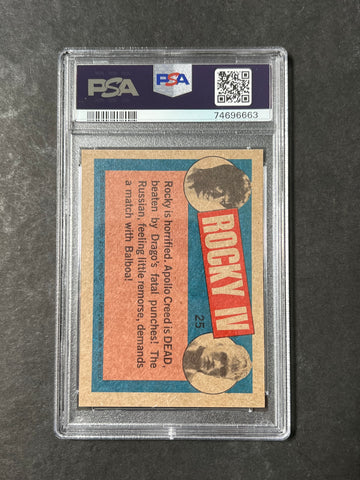 PSA
PSA
74696663
ROCKY IV
25
Rocky is horrified. Apollo Creed is DEAD,
beaten by Drago's fatal punches! The
Russian, feeling little remorse, demands
a match with Balboa!